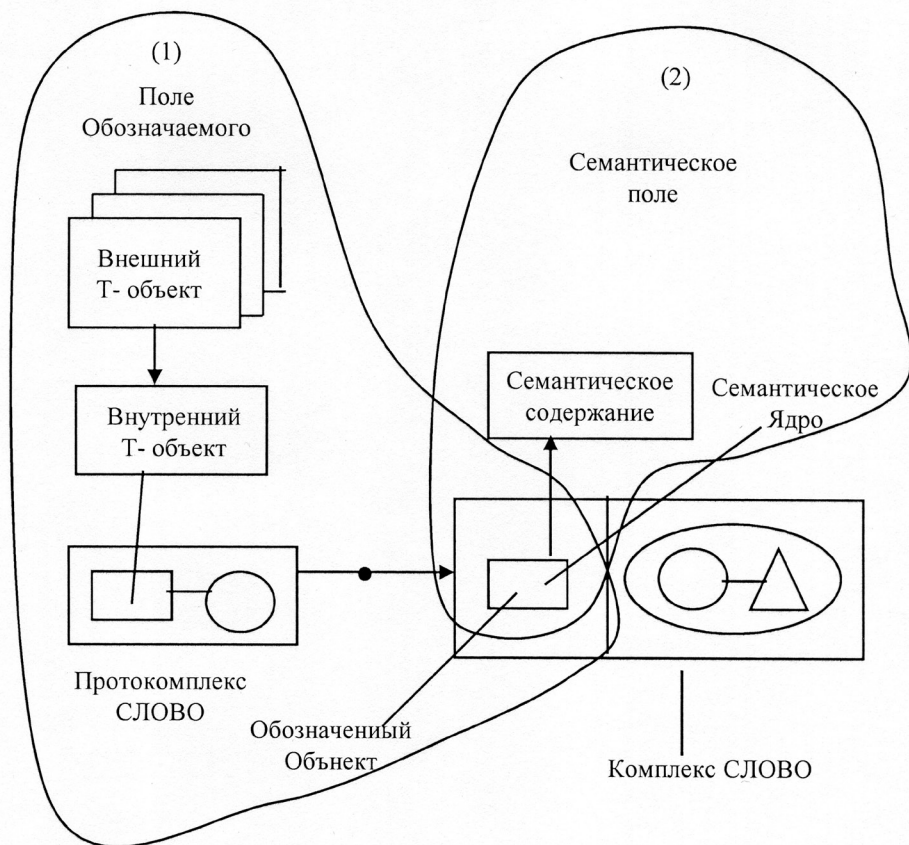 (1)
Поле
Обозначаемого
Внешний
Т- объект
Внутренний
Т- объект
Протокомплекс
СЛОВО
(2)
Семантическое
поле
Семантическое
содержание
Семантическое
Ядро
Обозначенный
Обънект
Комплекс СЛОВО